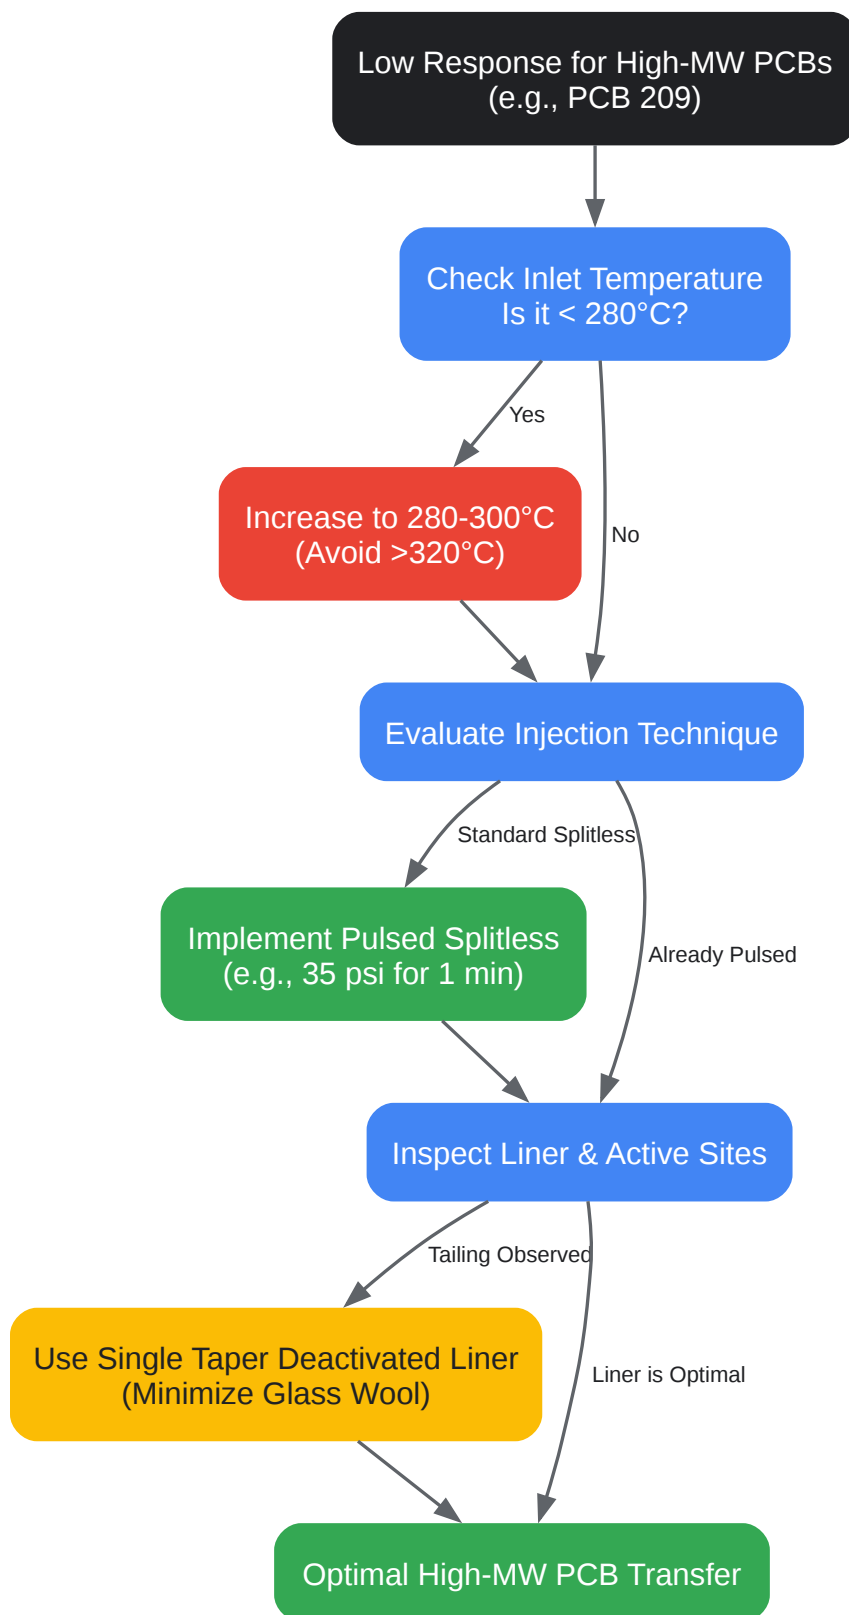 Low Response for High-MW PCBs
(e.g., PCB 209)
Check Inlet Temperature
Is it < 280°C?
Yes
Increase to 280-300°C
(Avoid >320°C)
No
Evaluate Injection Technique
Standard Splitless
Implement Pulsed Splitless
(e.g., 35 psi for 1 min)
Already Pulsed
Inspect Liner & Active Sites
Tailing Observed
Use Single Taper Deactivated Liner
(Minimize Glass Wool)
Liner is Optimal
Optimal High-MW PCB Transfer